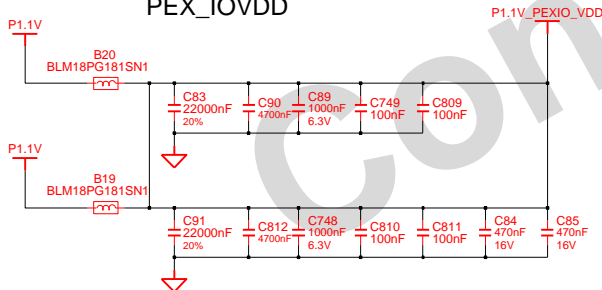 PEX_IOVDD
P1.1V
P1.1V_PEXIO_VDD
B20
BLM18PG181SN1
C83
22000nF
20%
C90
4700nF
C89
1000nF
6.3V
C749
100nF
C809
100nF
P1.1V
B19
BLM18PG181SN1
C91
22000nF
20%
C812
4700nF
C748
1000nF
6.3V
C810
100nF
C811
100nF
C84
470nF
16V
C85
470nF
16V
Con